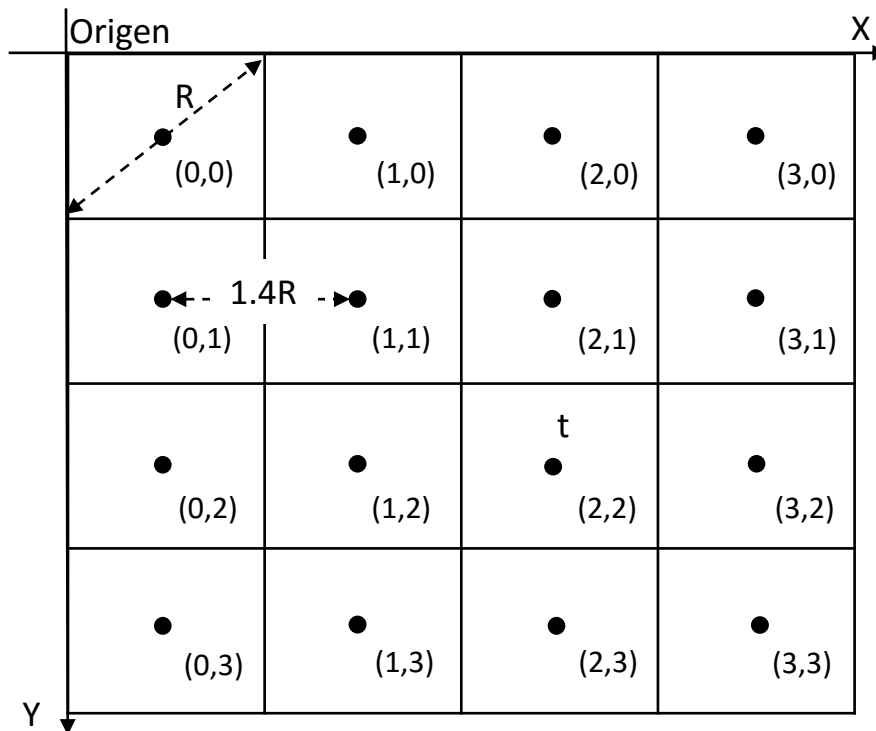 Origen
X
R
(0,0)
(1,0)
(2,0)
(3,0)
1.4R
(0,1)
(1,1)
(2,1)
(3,1)
t
(0,2)
(1,2)
(2,2)
(3,2)
(0,3)
(1,3)
(2,3)
(3,3)
Y